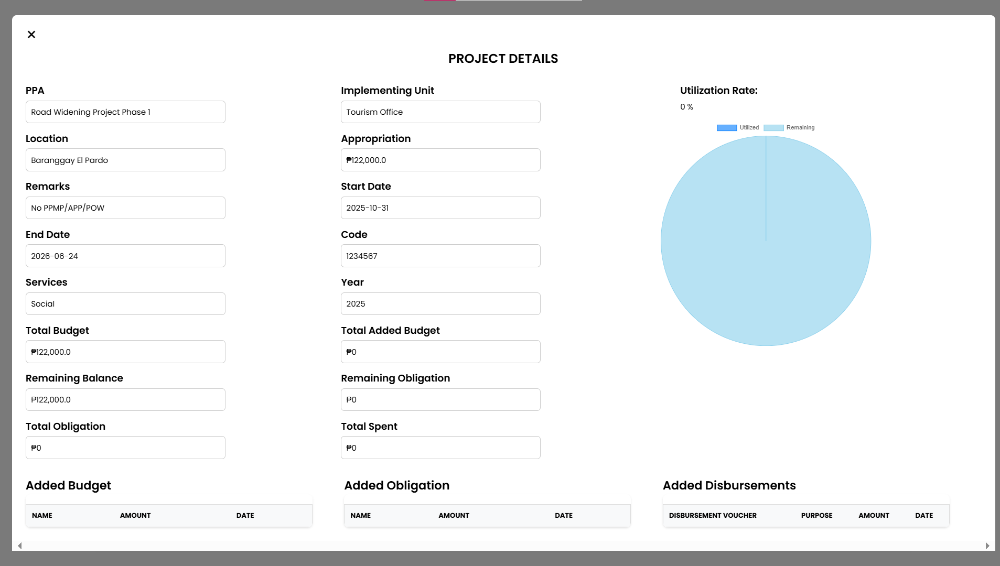 ×
PROJECT DETAILS
PPA
Road Widening Project Phase 1
Implementing Unit
Tourism Office
Utilization Rate:
0 %
Utilized
Remaining
Location
Baranggay El Pardo
Appropriation
₱122,000.0
Remarks
No PPMP/APP/POW
Start Date
2025-10-31
End Date
2026-06-24
Code
1234567
Services
Social
Year
2025
Total Budget
₱122,000.0
Total Added Budget
₱0
Remaining Balance
₱122,000.0
Remaining Obligation
₱0
Total Obligation
₱0
Total Spent
₱0
Added Budget
NAME AMOUNT DATE
Added Obligation
NAME AMOUNT DATE
Added Disbursements
DISBURSEMENT VOUCHER PURPOSE AMOUNT DATE